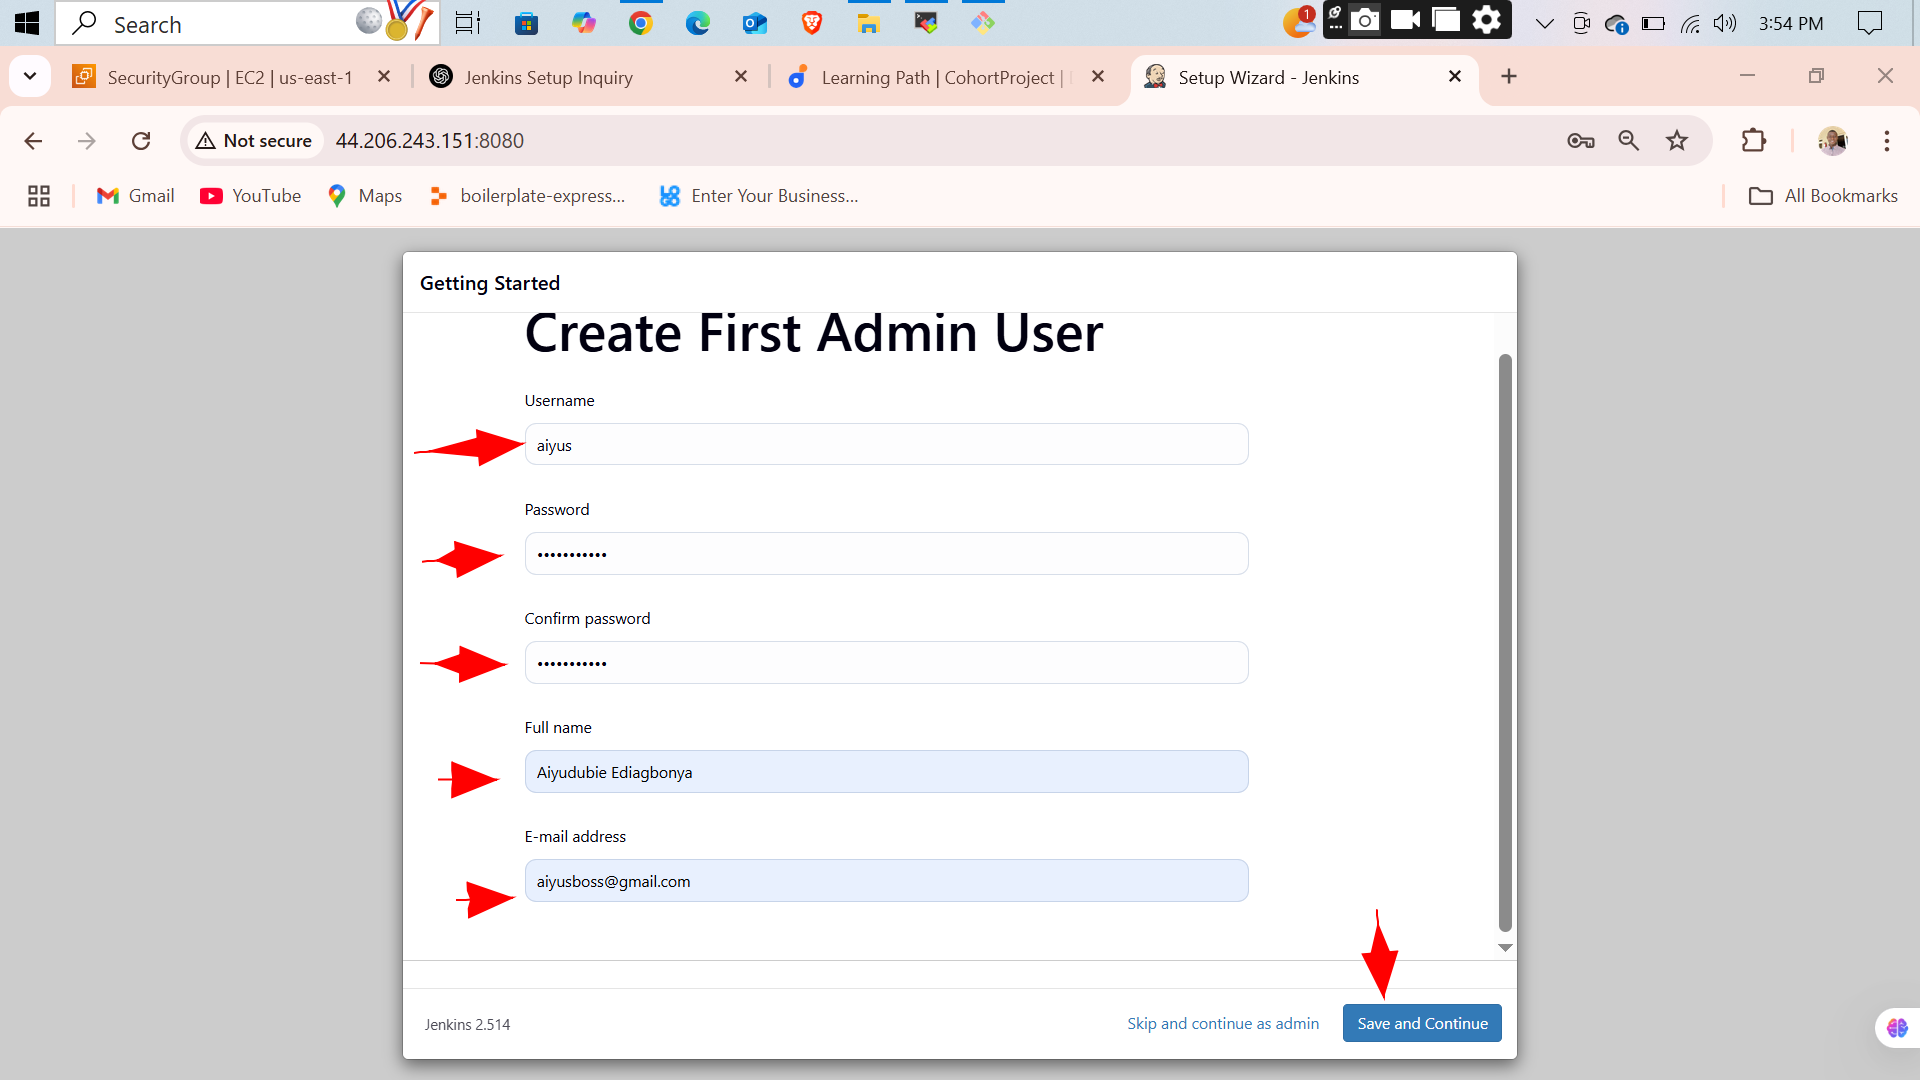 Search
1
3:54 PM
SecurityGroup | EC2 | us-east-1
Jenkins Setup Inquiry
Learning Path | CohortProject |
Setup Wizard - Jenkins
Not secure
44.206.243.151:8080
Gmail
YouTube
Maps
boilerplate-express...
Enter Your Business...
All Bookmarks
Getting Started
Create First Admin User
Username
aiyus
Password
•••••••••••
Confirm password
•••••••••••
Full name
Aiyudubie Ediagbonya
E-mail address
aiyusboss@gmail.com
Jenkins 2.514
Skip and continue as admin
Save and Continue